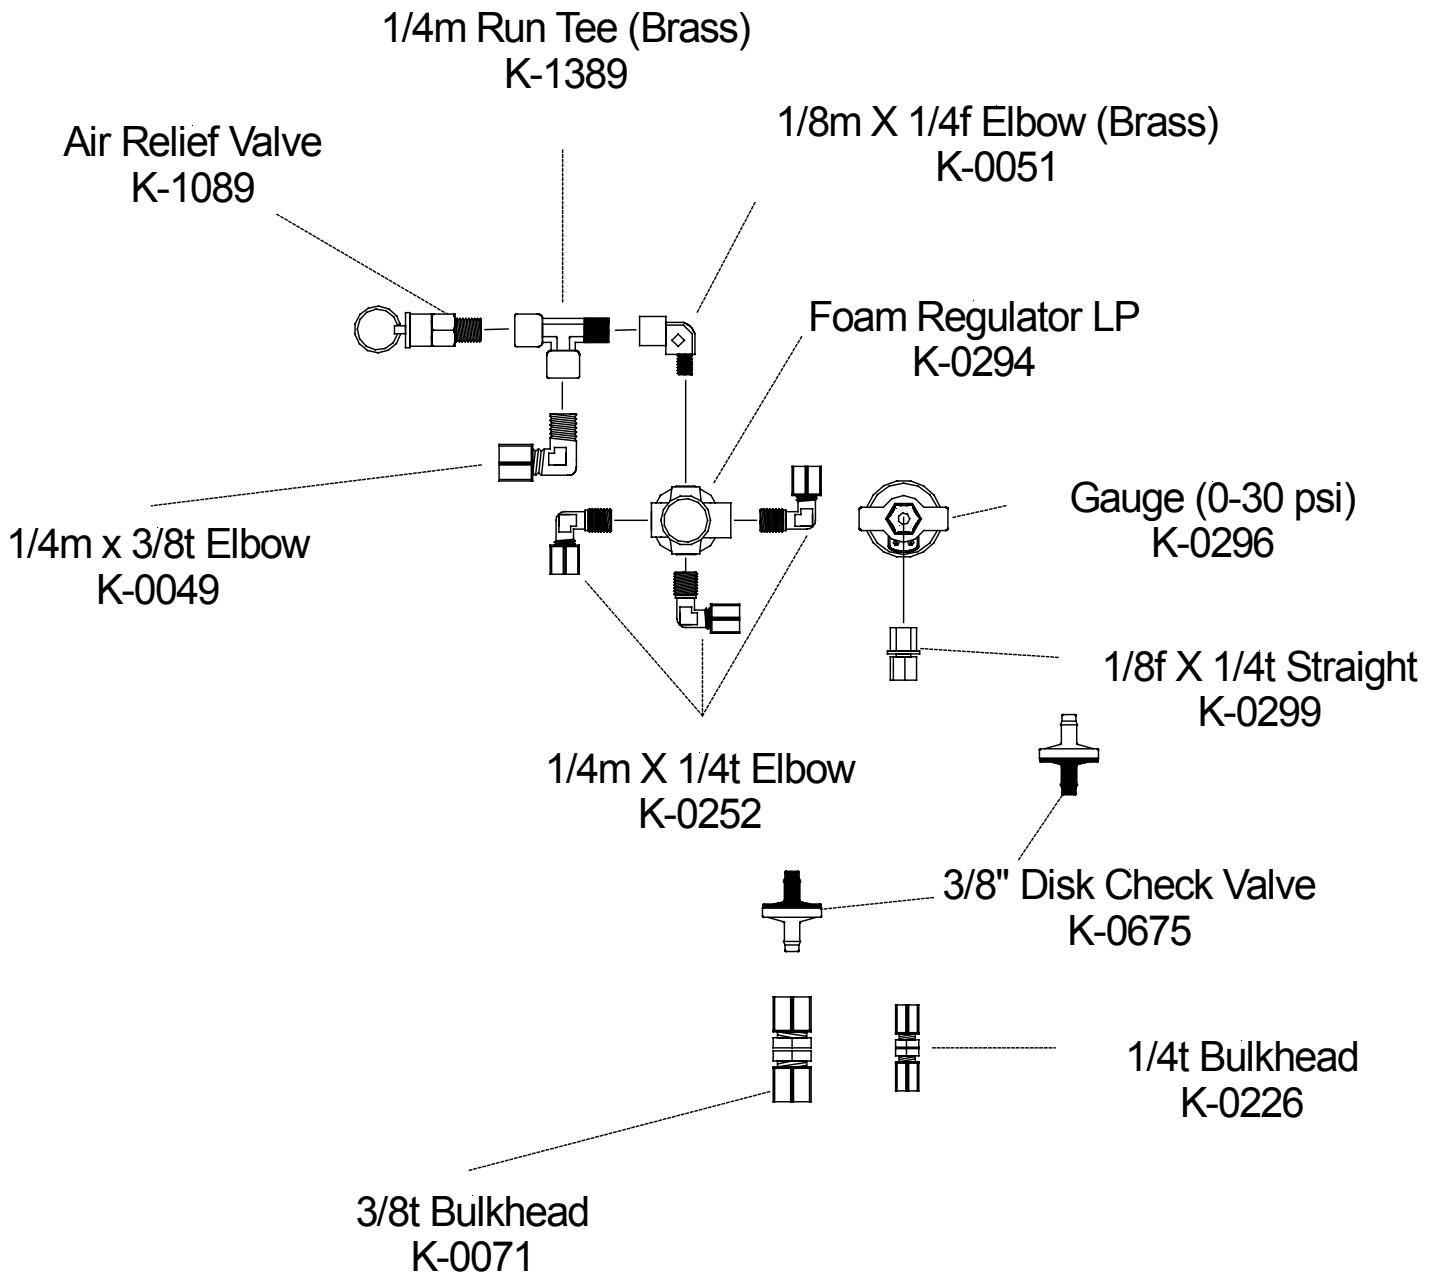 1/4m Run Tee (Brass)
K-1389
1/8m X 1/4f Elbow (Brass)
K-0051
Air Relief Valve
K-1089
Foam Regulator LP
K-0294
Gauge (0-30 psi)
K-0296
1/4m x 3/8t Elbow
K-0049
1/8f X 1/4t Straight
K-0299
1/4m X 1/4t Elbow
K-0252
3/8" Disk Check Valve
K-0675
1/4t Bulkhead
K-0226
3/8t Bulkhead
K-0071